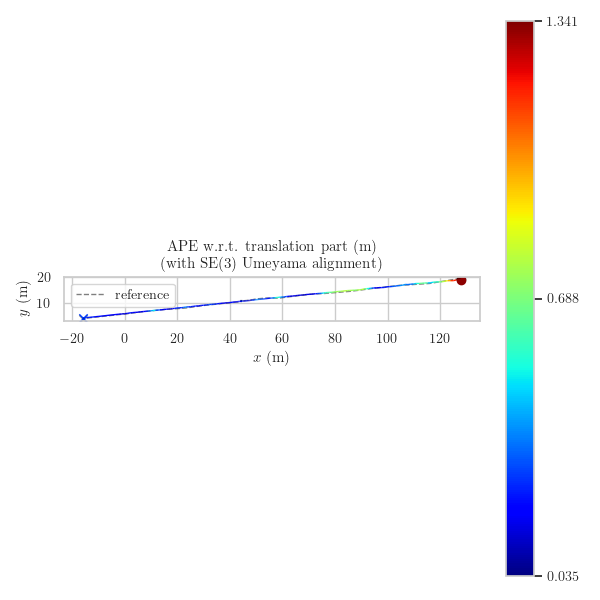 APE w.r.t. translation part (m)
(with SE(3) Umeyama alignment)
20
10
y (m)
reference
−20
0
20
40
60
80
100
120
x (m)
1.341
0.688
0.035